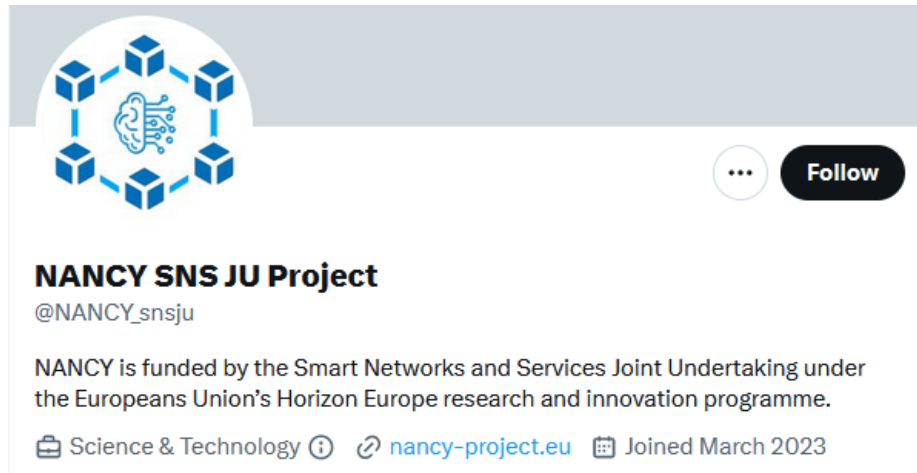 Follow
NANCY SNS JU Project
@NANCY_snsju
NANCY is funded by the Smart Networks and Services Joint Undertaking under
the Europeans Union’s Horizon Europe research and innovation programme.
Science & Technology nancy-project.eu Joined March 2023